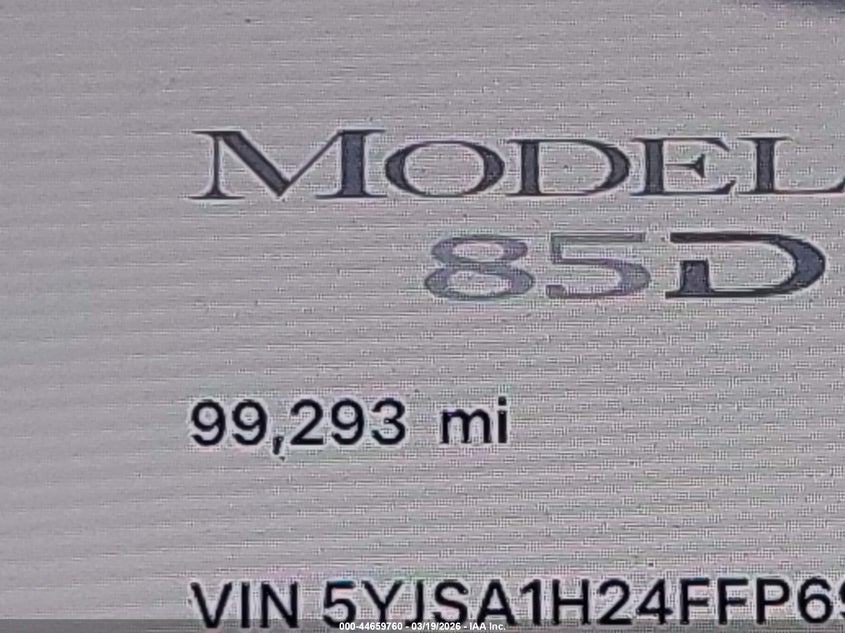 MODEL
85D
99,293 mi
VIN 5YJSA1H24FFP6
000-44659760 - 03/19/2026 - IAA Inc.